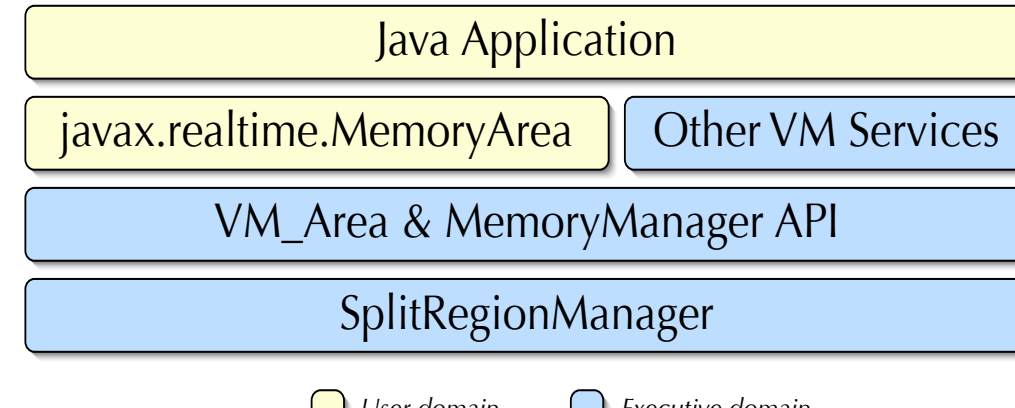 Java Application
javax.realtime.MemoryArea Other VM Services
VM_Area & MemoryManager API
SplitRegionManager
User domain Executive domain